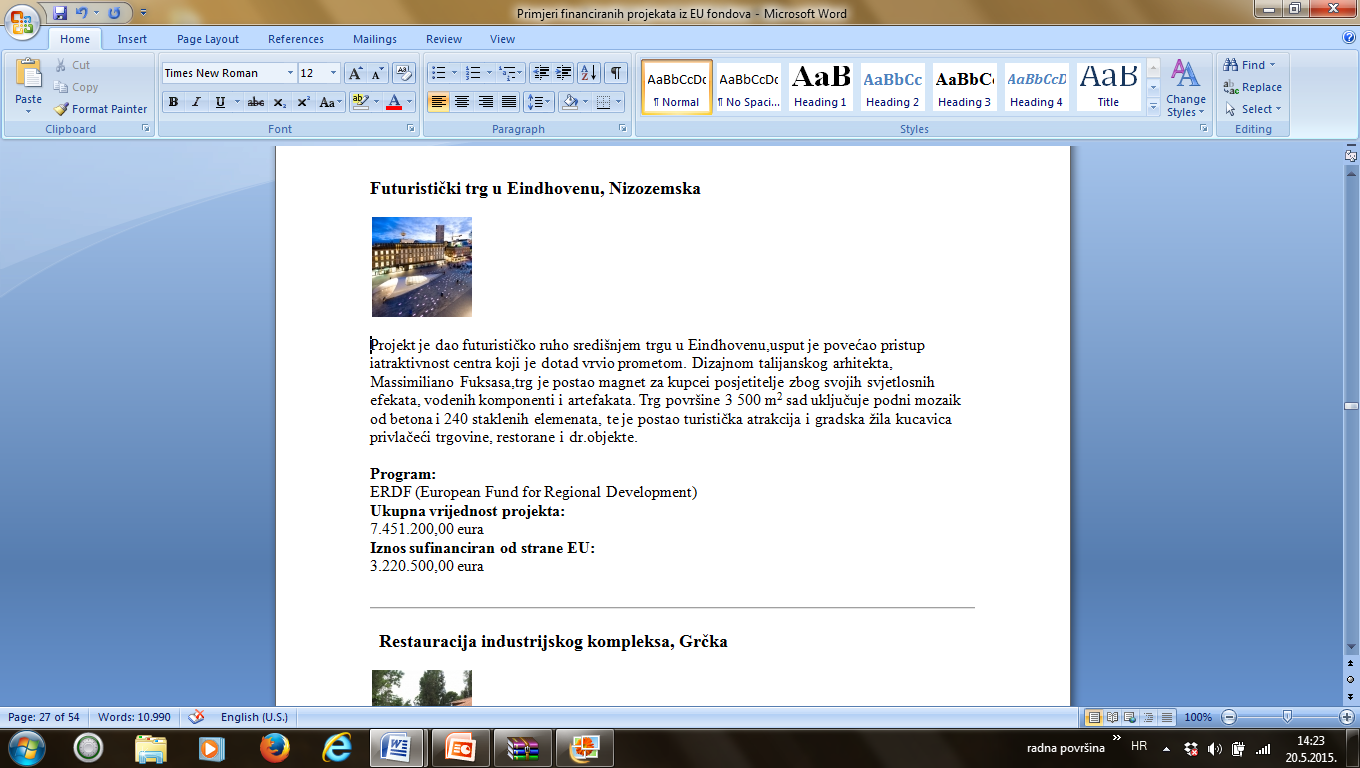 Primjeri financiranih projekata iz EU fondova - Microsoft Word
Home Insert Page Layout References Mailings Review View
Paste
Cut
Copy
Format Painter
Clipboard
Times New Roman 12
Font
Paragraph
AaBbCcDc AaBbCcDc AaB AaBbCc AaBbC AaBbCcD AaB
¶ Normal ¶ No Spaci... Heading 1 Heading 2 Heading 3 Heading 4 Title
Change Styles
Styles
Find
Replace
Select
Editing
Futuristički trg u Eindhovenu, Nizozemska
Projekt je dao futurističko ruho središnjem trgu u Eindhovenu,usput je povećao pristup
iatraktivnost centra koji je dotad vrvio prometom. Dizajnom talijanskog arhitekta,
Massimiliano Fuksasa,trg je postao magnet za kupcei posjetitelje zbog svojih svjetlosnih
efekata, vodenih komponenti i artefakata. Trg površine 3 500 m² sad uključuje podni mozaik
od betona i 240 staklenih elemenata, te je postao turistička atrakcija i gradska žila kucavica
privlačeći trgovine, restorane i dr.objekte.
Program:
ERDF (European Fund for Regional Development)
Ukupna vrijednost projekta:
7.451.200,00 eura
Iznos sufinanciran od strane EU:
3.220.500,00 eura
Restauracija industrijskog kompleksa, Grčka
Page: 27 of 54 Words: 10.990 English (U.S.) 100%
radna površina HR 14:23
20.5.2015.